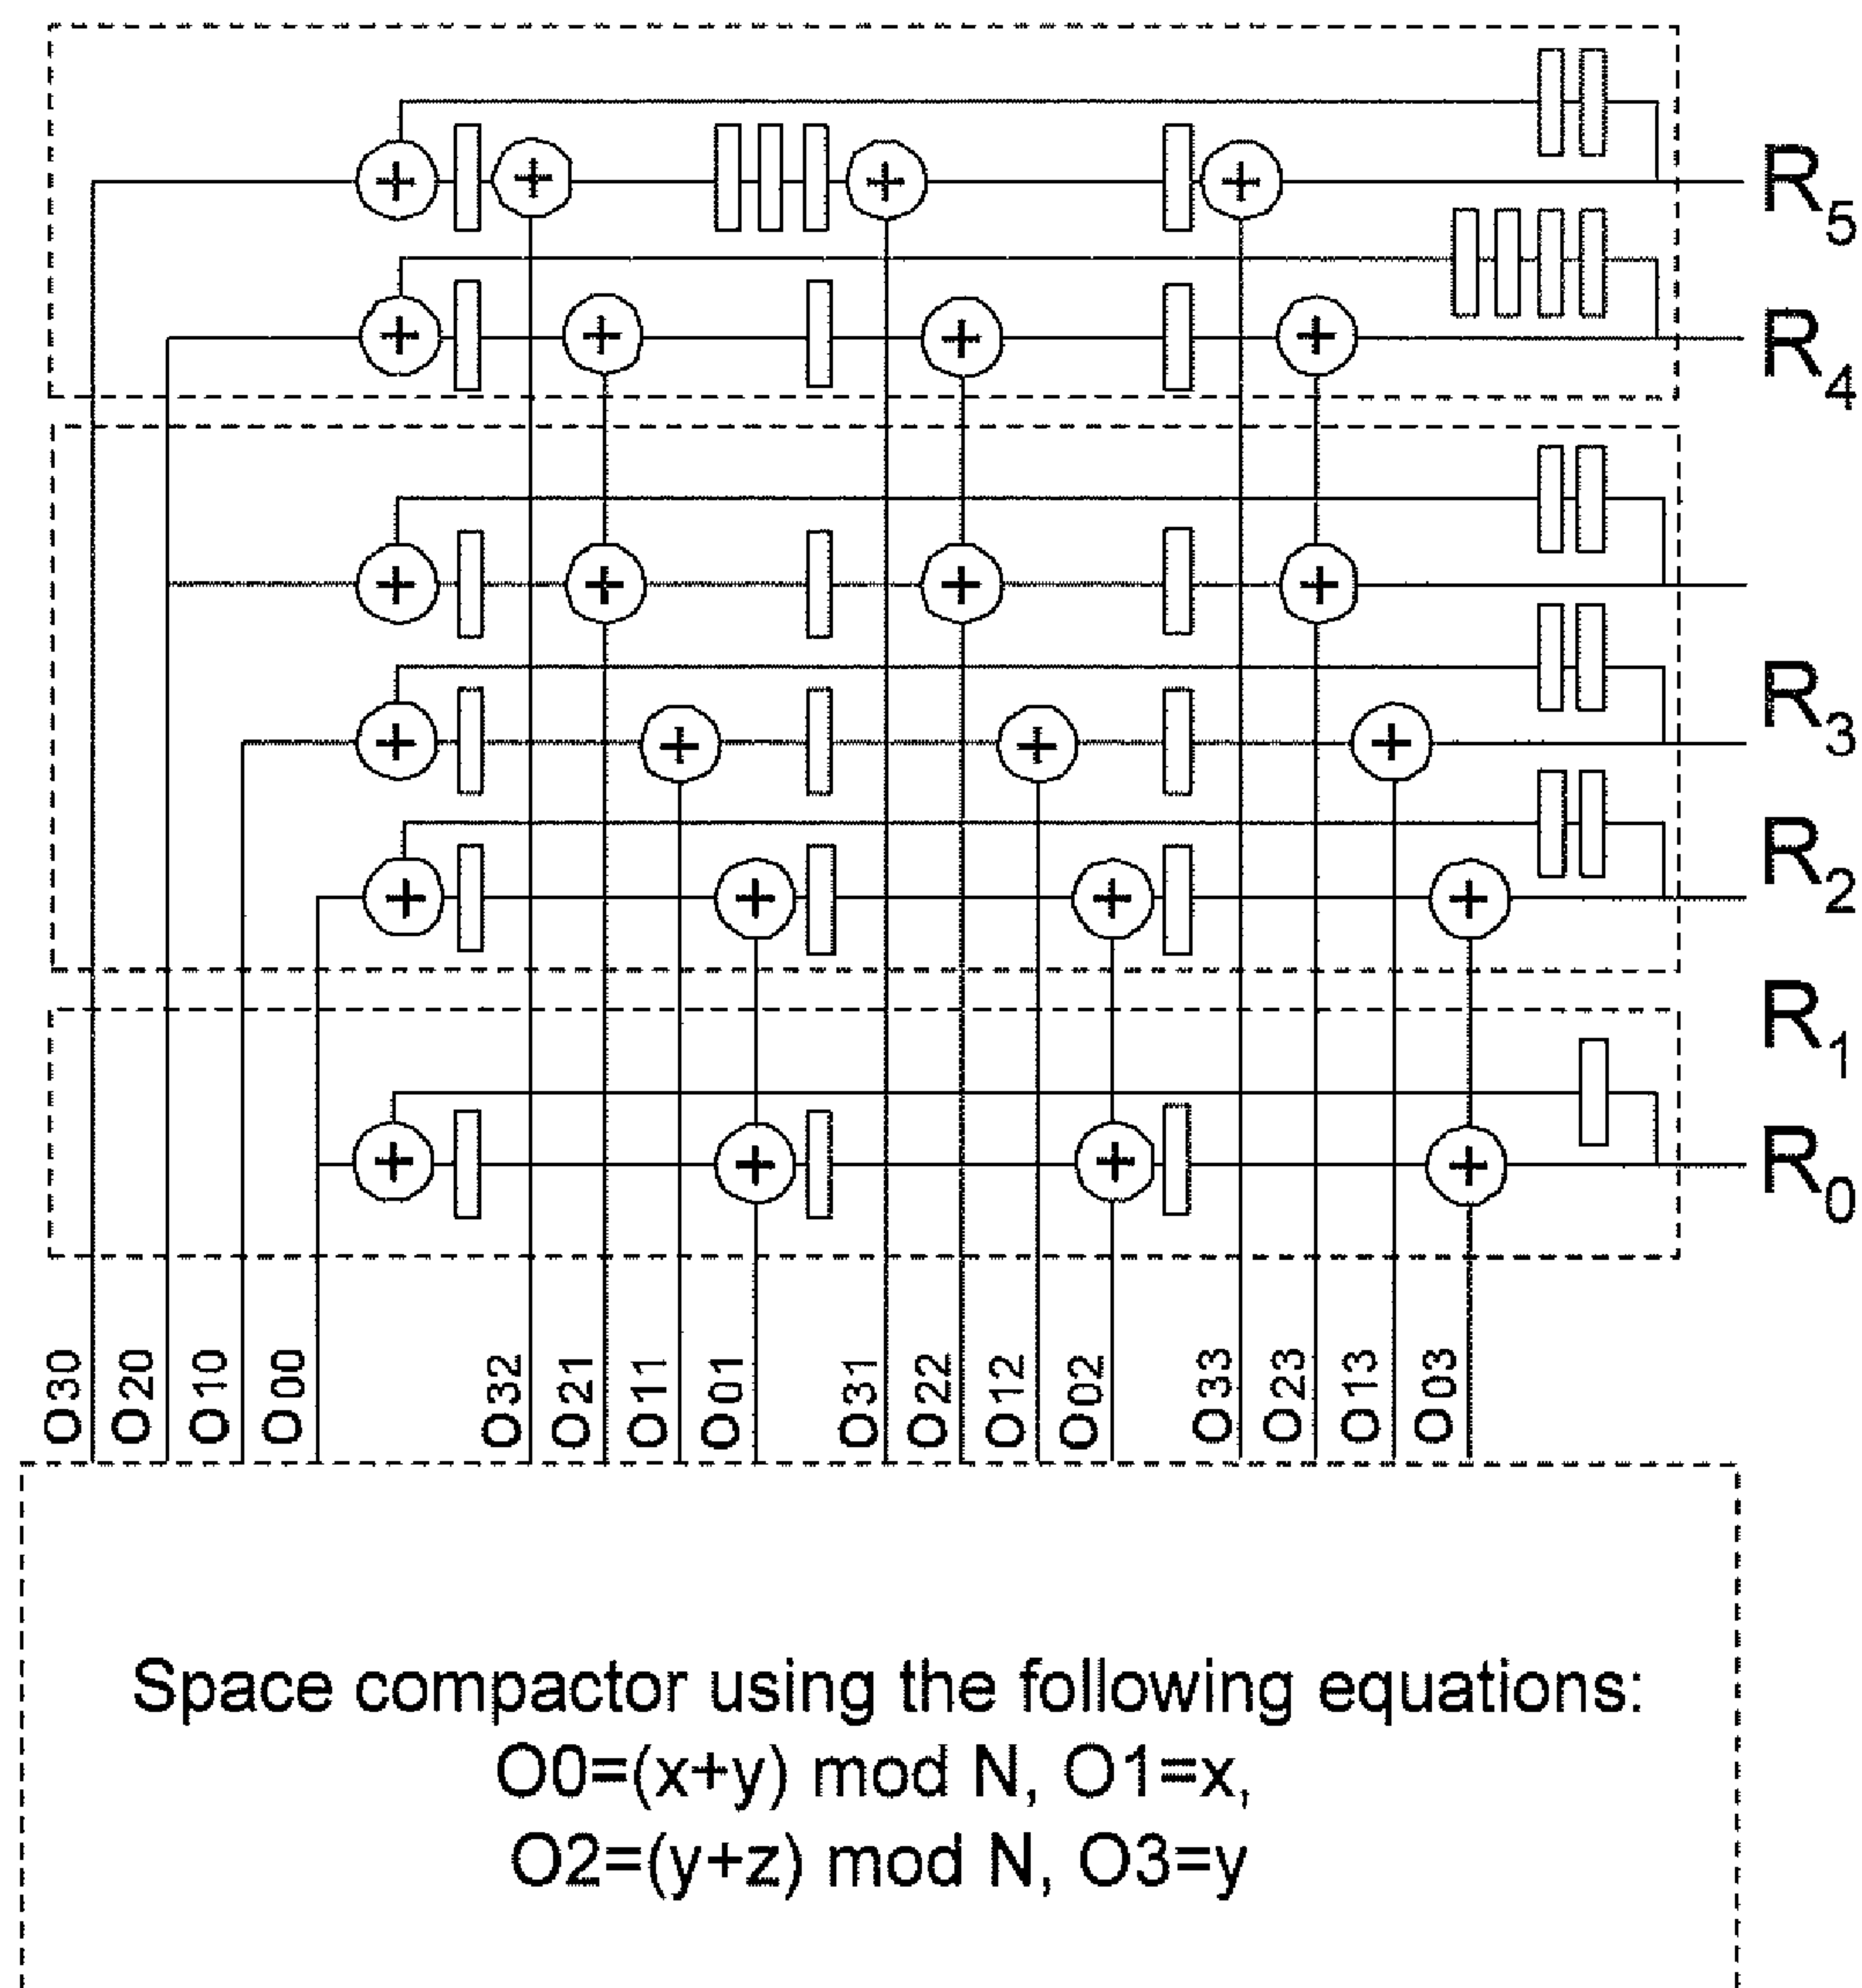 R5
R4
R3
R2
R1
R0
O30
O20
O10
O00
O32
O21
O11
O01
O31
O22
O12
O02
O33
O23
O13
O03
Space compactor using the following equations:
O0=(x+y) mod N, O1=x,
O2=(y+z) mod N, O3=y